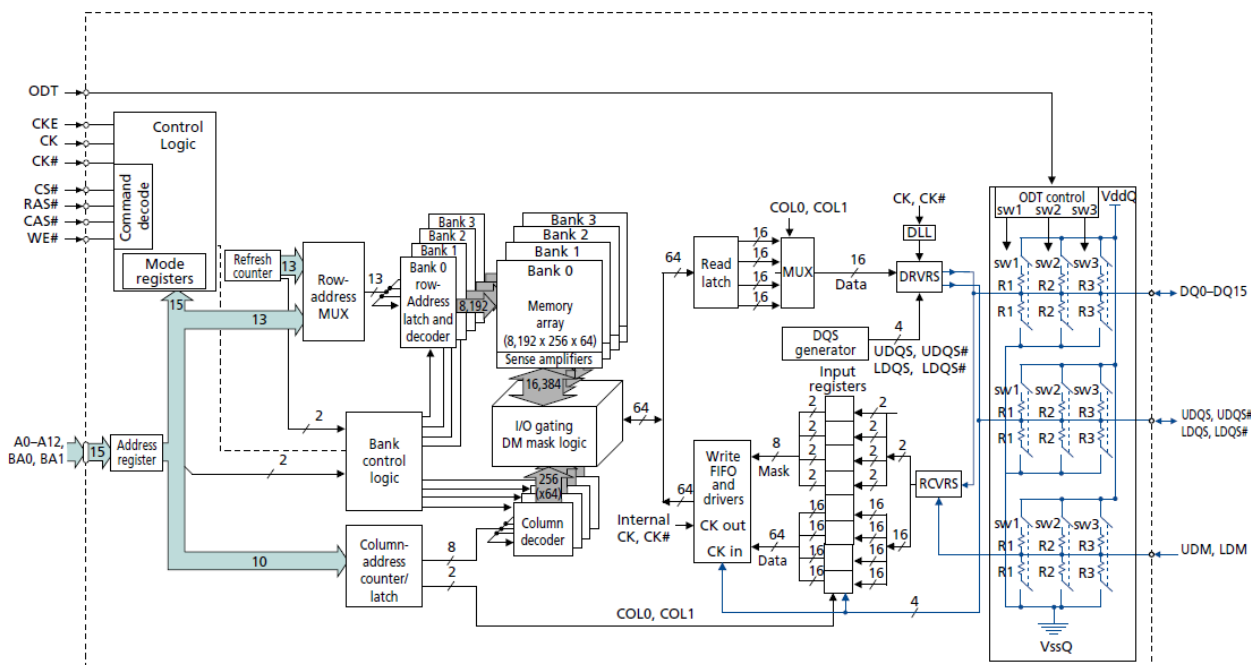 ODT
CKE
CK
CK#
CS#
RAS#
CAS#
WE#
Control
Logic
Command
decode
Mode
registers
15
Refresh
counter
13
13
Row-
address
MUX
13
Bank 3
Bank 2
Bank 1
Bank 0
row-
Address
latch and
decoder
8,192
Bank 3
Bank 2
Bank 1
Bank 0
Memory
array
(8,192 x 256 x 64)
Sense amplifiers
16,384
I/O gating
DM mask logic
256
(x64)
Column
decoder
A0–A12,
BA0, BA1
15
Address
register
2
2
Bank
control
logic
10
Column-
address
counter/
latch
8
2
COL0, COL1
64
64
64
Read
latch
16
16
16
16
COL0, COL1
MUX
16
Data
CK, CK#
DLL
DRVRS
DQS
generator
4
UDQS, UDQS#
LDQS, LDQS#
Input
registers
2
2
2
2
2
2
2
2
2
8
Mask
Write
FIFO
and
drivers
CK out
CK in
Internal
CK, CK#
64
Data
16
16
16
16
16
16
16
16
16
RCVRS
4
ODT control
VddQ
sw1 sw2 sw3
sw1 sw2 sw3
R1 R2 R3
R1 R2 R3
sw1 sw2 sw3
R1 R2 R3
R1 R2 R3
sw1 sw2 sw3
R1 R2 R3
R1 R2 R3
VssQ
DQ0–DQ15
UDQS, UDQS#
LDQS, LDQS#
UDM, LDM